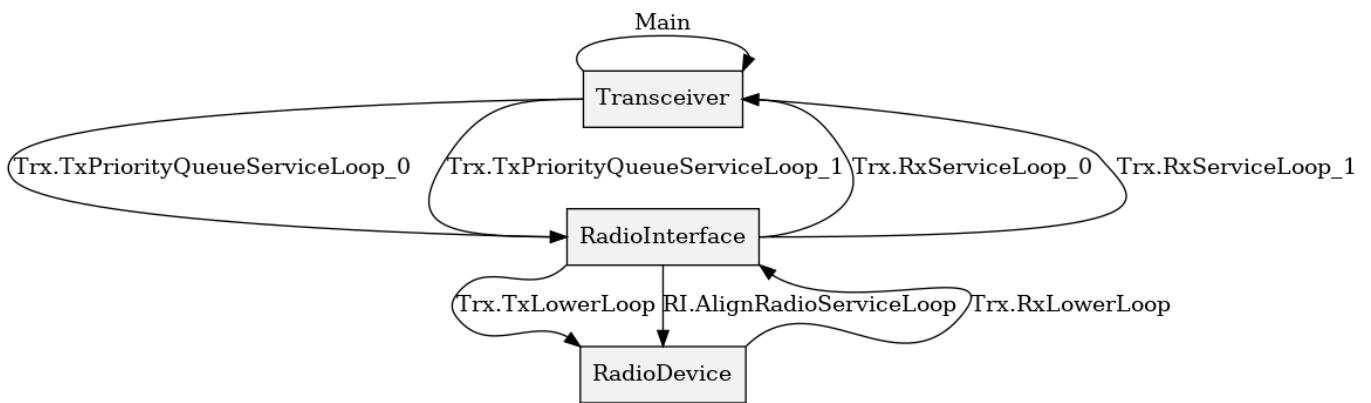 Main
Transceiver
Trx.TxPriorityQueueServiceLoop_0
Trx.TxPriorityQueueServiceLoop_1
Trx.RxServiceLoop_0
Trx.RxServiceLoop_1
RadioInterface
Trx.TxLowerLoop
RI.AlignRadioServiceLoop
Trx.RxLowerLoop
RadioDevice